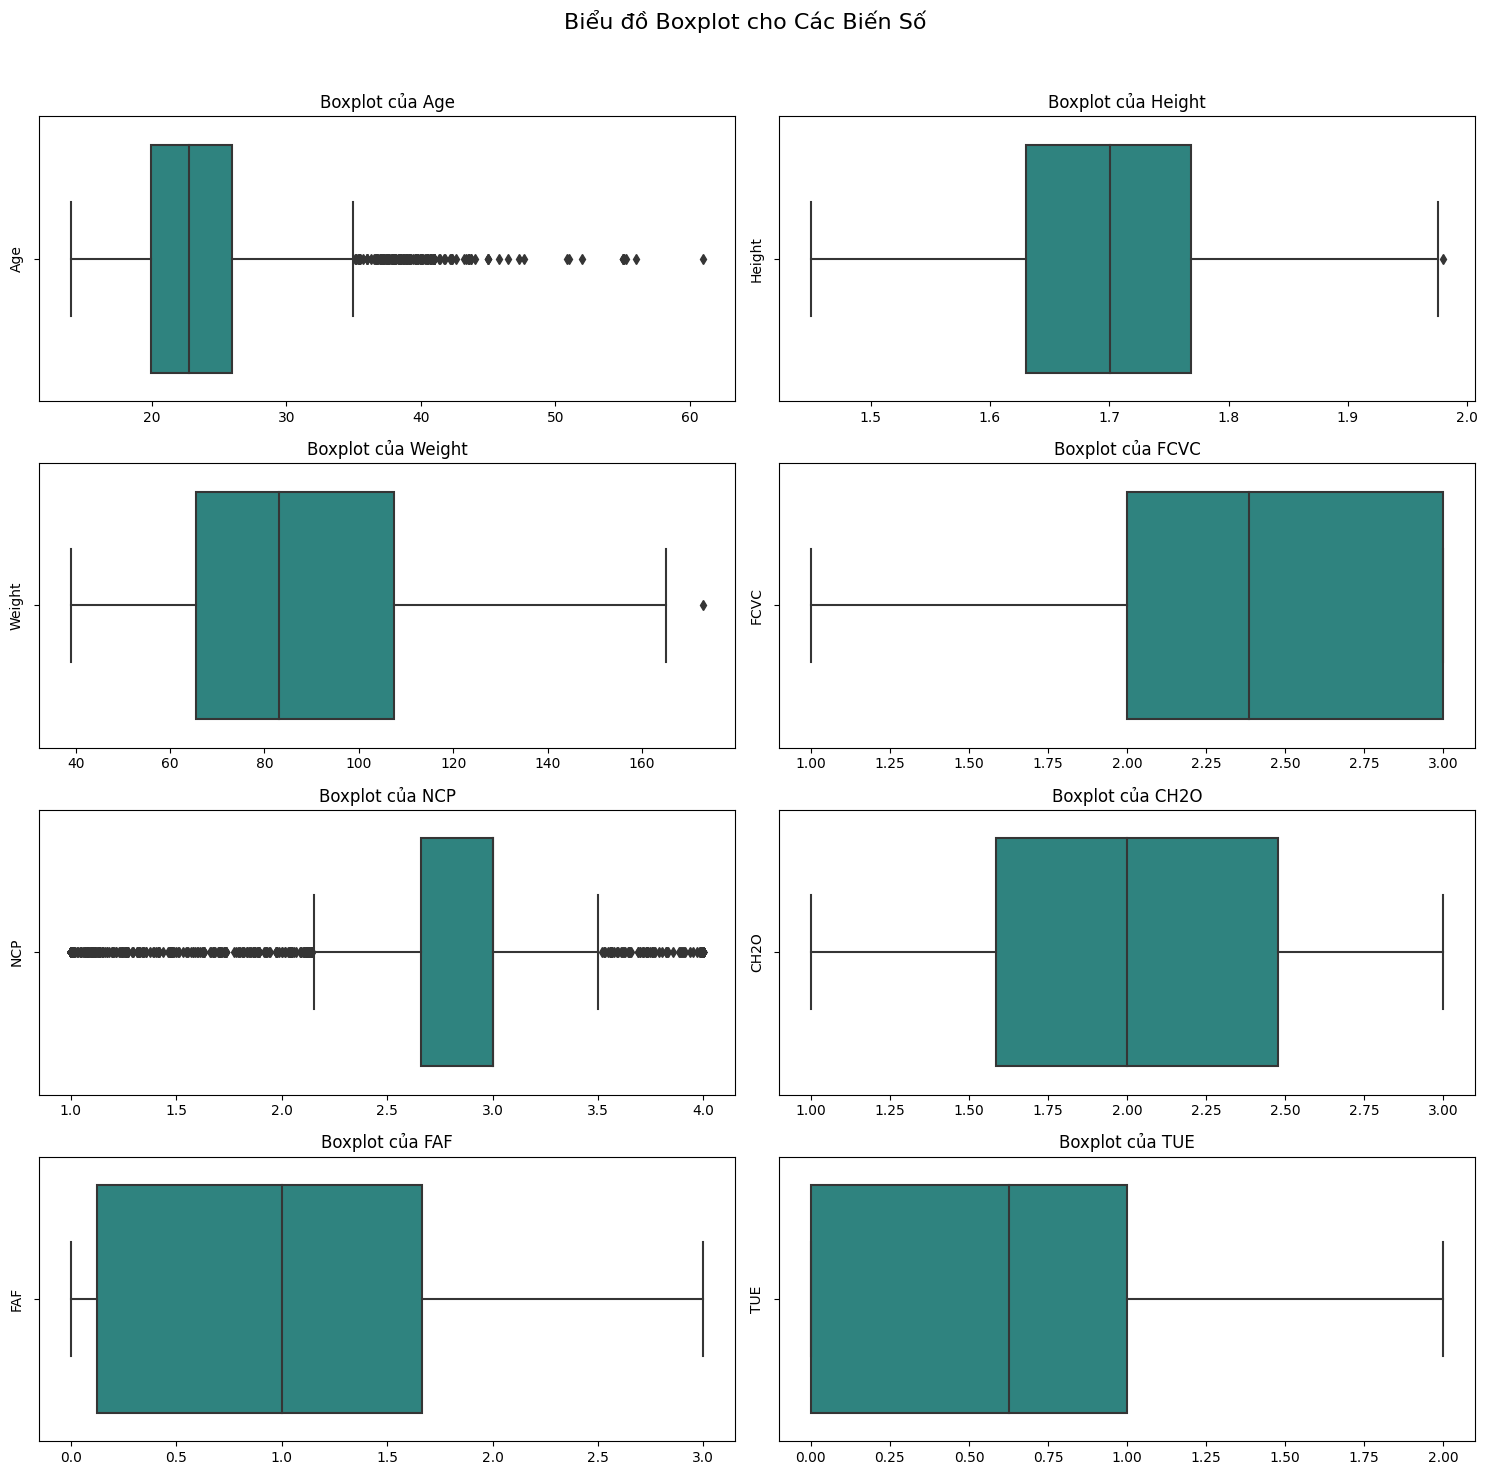 Biểu đồ Boxplot cho Các Biến Số
Boxplot của Age
Age
20 30 40 50 60
Boxplot của Height
Height
1.5 1.6 1.7 1.8 1.9 2.0
Boxplot của Weight
Weight
40 60 80 100 120 140 160
Boxplot của FCVC
FCVC
1.00 1.25 1.50 1.75 2.00 2.25 2.50 2.75 3.00
Boxplot của NCP
NCP
1.0 1.5 2.0 2.5 3.0 3.5 4.0
Boxplot của CH2O
CH2O
1.00 1.25 1.50 1.75 2.00 2.25 2.50 2.75 3.00
Boxplot của FAF
FAF
0.0 0.5 1.0 1.5 2.0 2.5 3.0
Boxplot của TUE
TUE
0.00 0.25 0.50 0.75 1.00 1.25 1.50 1.75 2.00